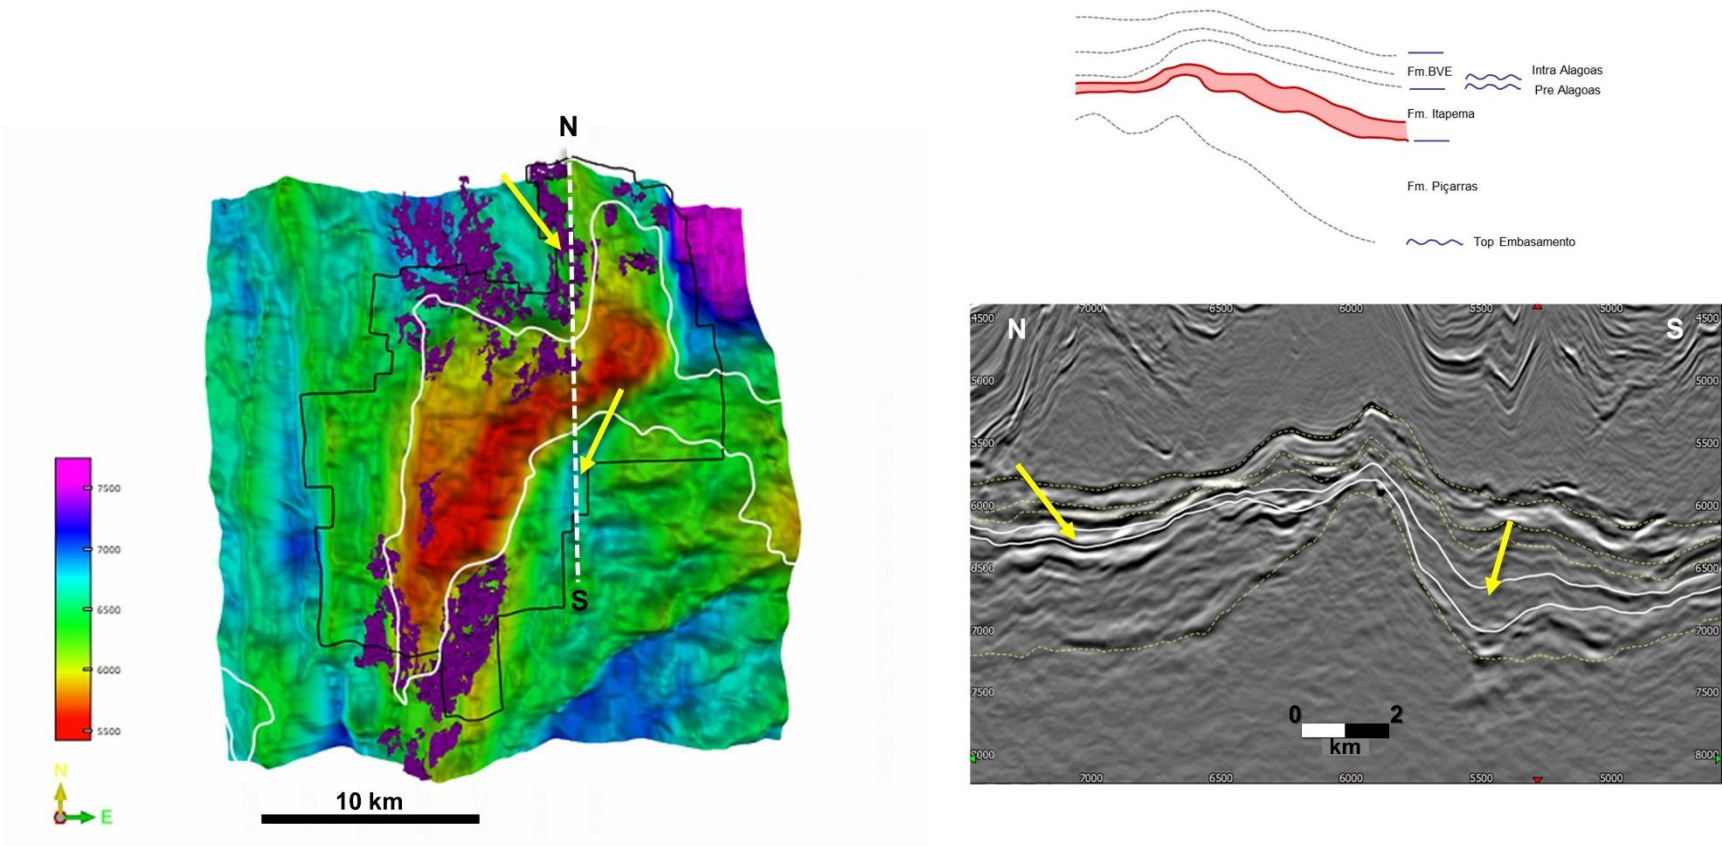 N
S
7500
7000
6500
6000
5500
N
E
10 km
Fm.BVE
Intra Alagoas
Pre Alagoas
Fm. Itapema
Fm. Piçarras
Top Embasamento
7000 6500 6000 5500 5000
4500 4500
N S
5000 5000
5500 5500
6000 6000
6500 6500
7000 7000
7500 7500
0 2
km
8000 8000
7000 6500 6000 5500 5000